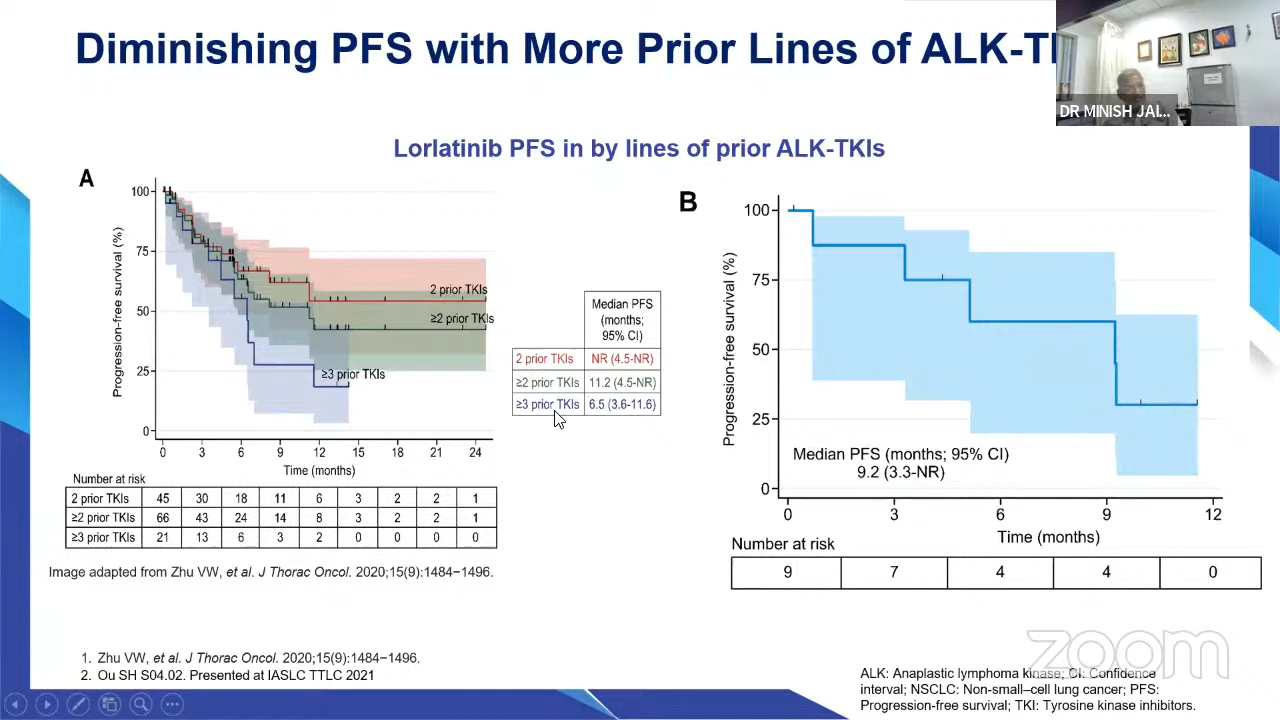 Diminishing PFS with More Prior Lines of ALK-T
DR MINISH JAI...
Lorlatinib PFS in by lines of prior ALK-TKIs
A
Progression-free survival (%)
100
75
50
25
0
2 prior TKIs
≥2 prior TKIs
≥3 prior TKIs
0 3 6 9 12 15 18 21 24
Time (months)
Number at risk
2 prior TKIs 45 30 18 11 6 3 2 2 1
≥2 prior TKIs 66 43 24 14 8 3 2 2 1
≥3 prior TKIs 21 13 6 3 2 0 0 0 0
Image adapted from Zhu VW, et al. J Thorac Oncol. 2020;15(9):1484−1496.
Median PFS
(months;
95% CI)
2 prior TKIs NR (4.5-NR)
≥2 prior TKIs 11.2 (4.5-NR)
≥3 prior TKIs 6.5 (3.6-11.6)
B
Progression-free survival (%)
100
75
50
25
0
Median PFS (months; 95% CI)
9.2 (3.3-NR)
0 3 6 9 12
Time (months)
Number at risk
9 7 4 4 0
1. Zhu VW, et al. J Thorac Oncol. 2020;15(9):1484−1496.
2. Ou SH S04.02. Presented at IASLC TTLC 2021
zoom
ALK: Anaplastic lymphoma kinase; CI: Confidence
interval; NSCLC: Non-small–cell lung cancer; PFS:
Progression-free survival; TKI: Tyrosine kinase inhibitors.